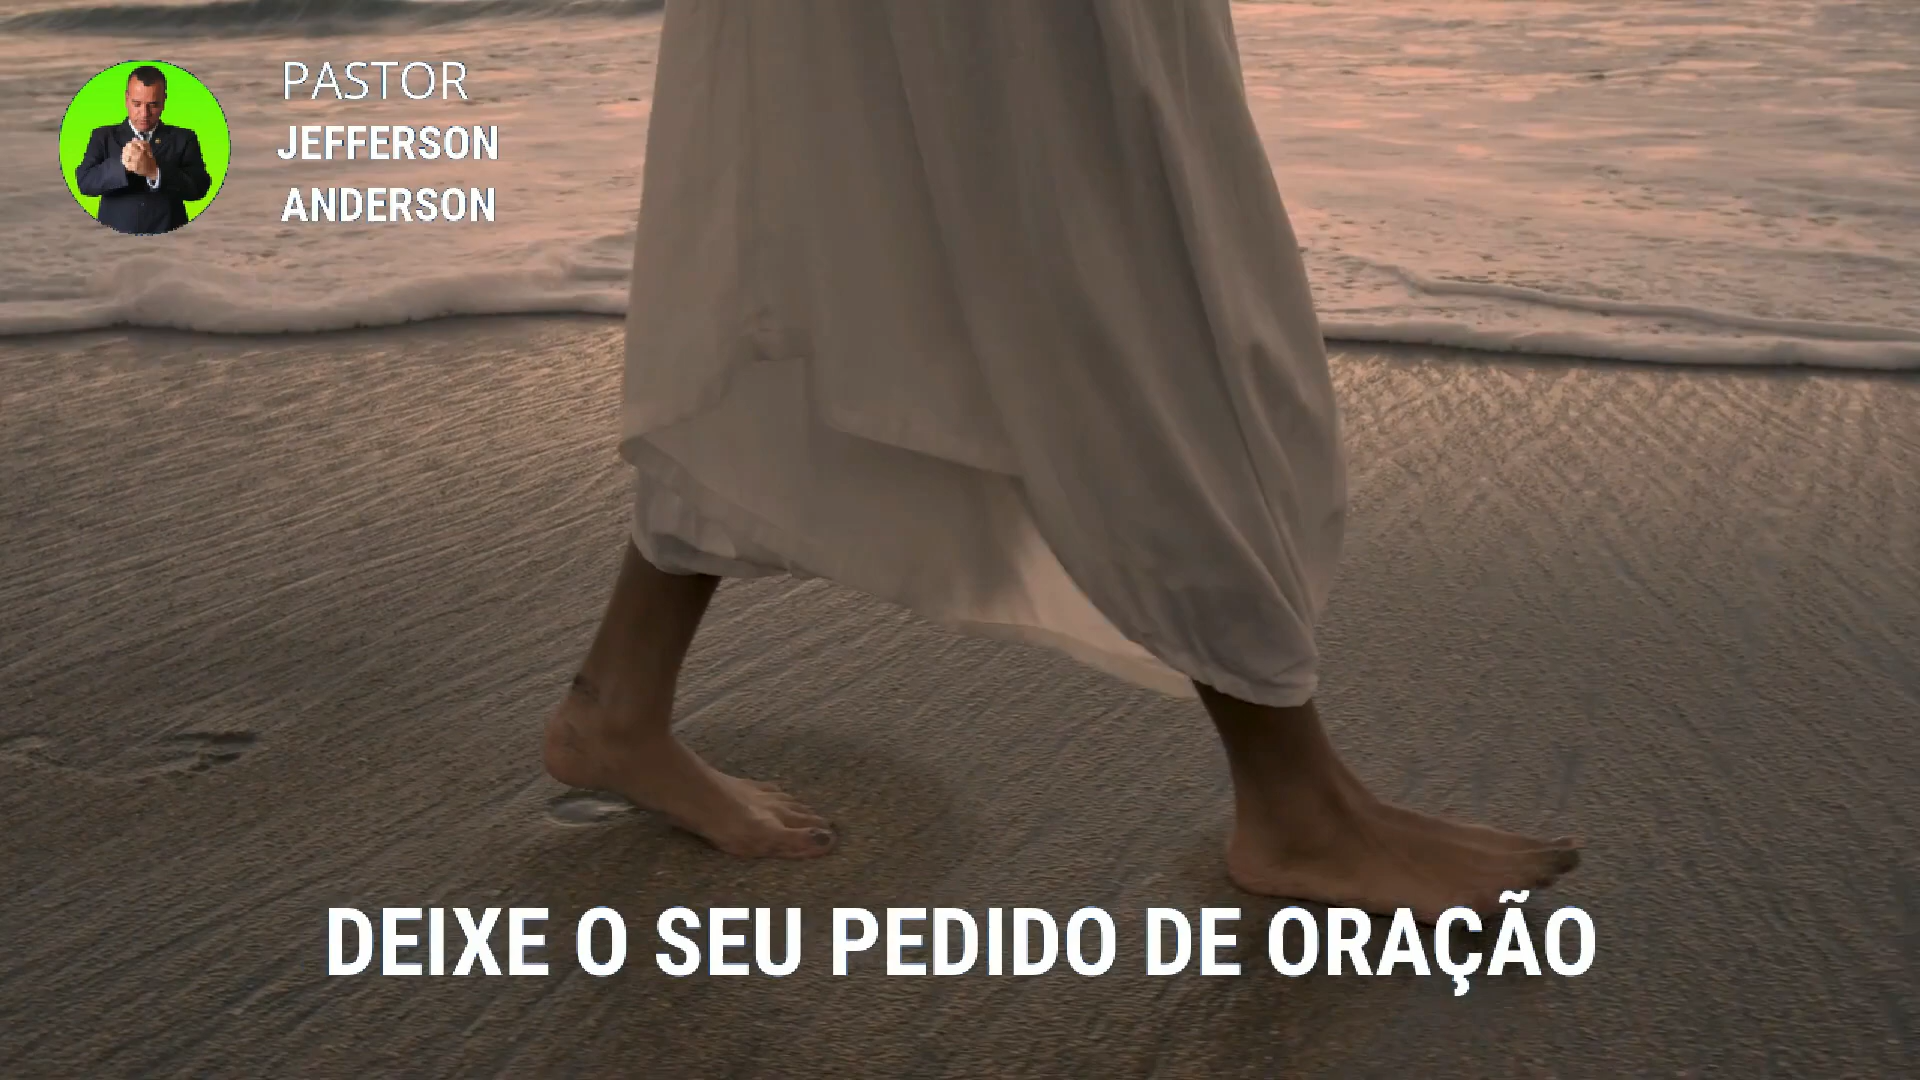 PASTOR
JEFFERSON
ANDERSON
DEIXE O SEU PEDIDO DE ORAÇÃO